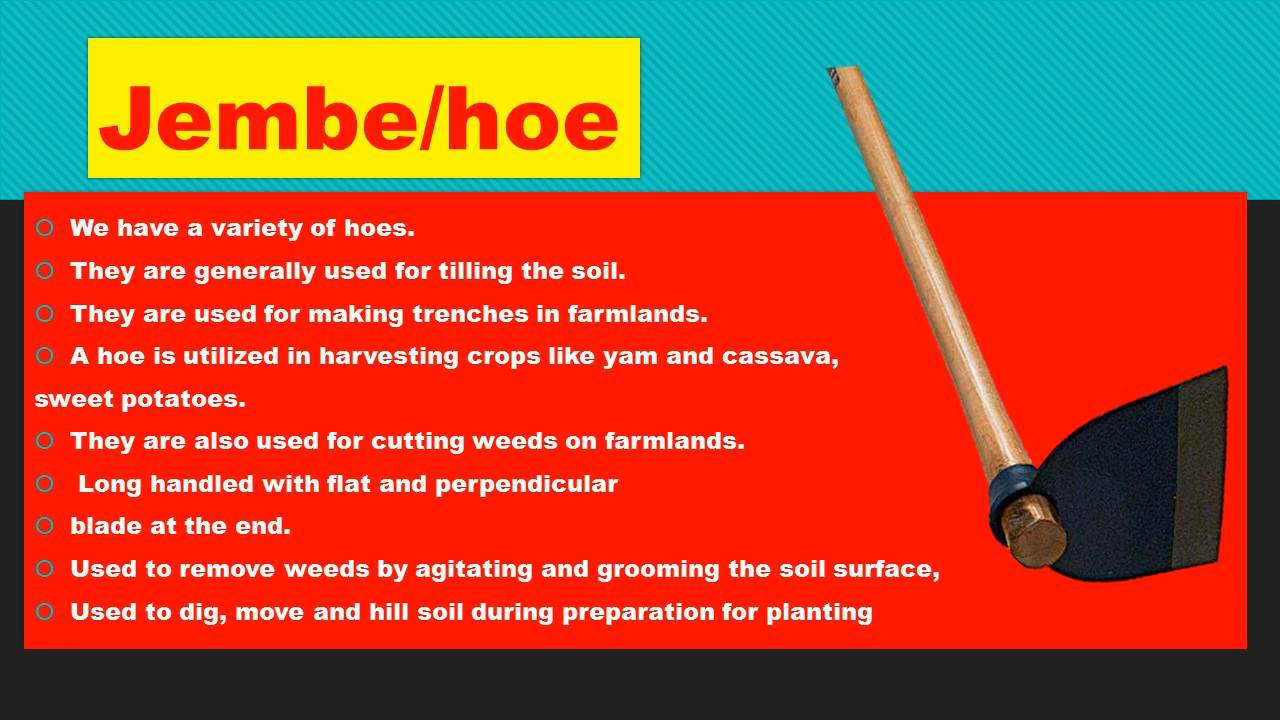 Jembe/hoe
We have a variety of hoes.
They are generally used for tilling the soil.
They are used for making trenches in farmlands.
A hoe is utilized in harvesting crops like yam and cassava,
sweet potatoes.
They are also used for cutting weeds on farmlands.
Long handled with flat and perpendicular
blade at the end.
Used to remove weeds by agitating and grooming the soil surface,
Used to dig, move and hill soil during preparation for planting